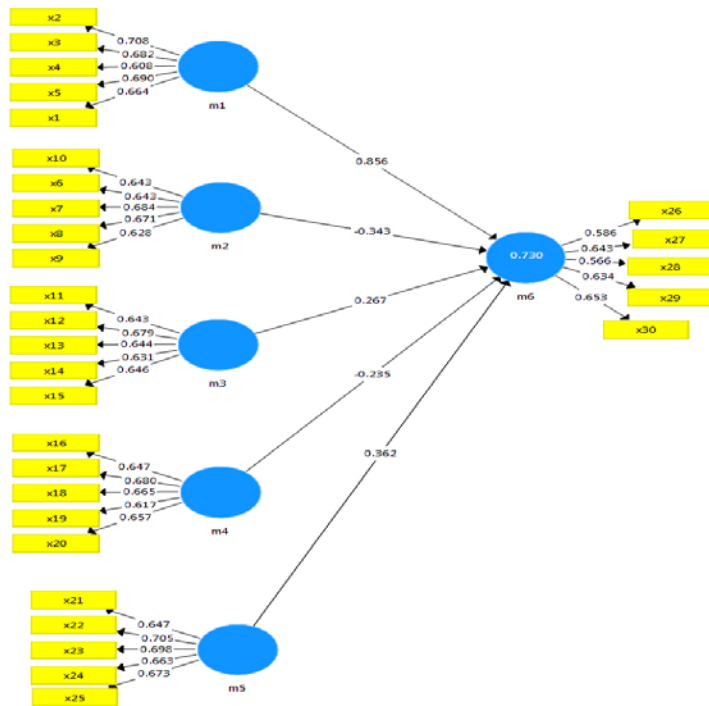 x2
x3
x4
x5
x1
0.708
0.682
0.608
0.690
0.664
m1
0.856
x10
x6
x7
x8
x9
0.643
0.643
0.684
0.671
0.628
m2
-0.343
x11
x12
x13
x14
x15
0.643
0.679
0.644
0.631
0.646
m3
0.267
x16
x17
x18
x19
x20
0.647
0.680
0.665
0.617
0.657
m4
-0.235
x21
x22
x23
x24
x25
0.647
0.705
0.698
0.663
0.673
m5
0.362
0.730
m6
0.586
0.643
0.566
0.634
0.653
x26
x27
x28
x29
x30